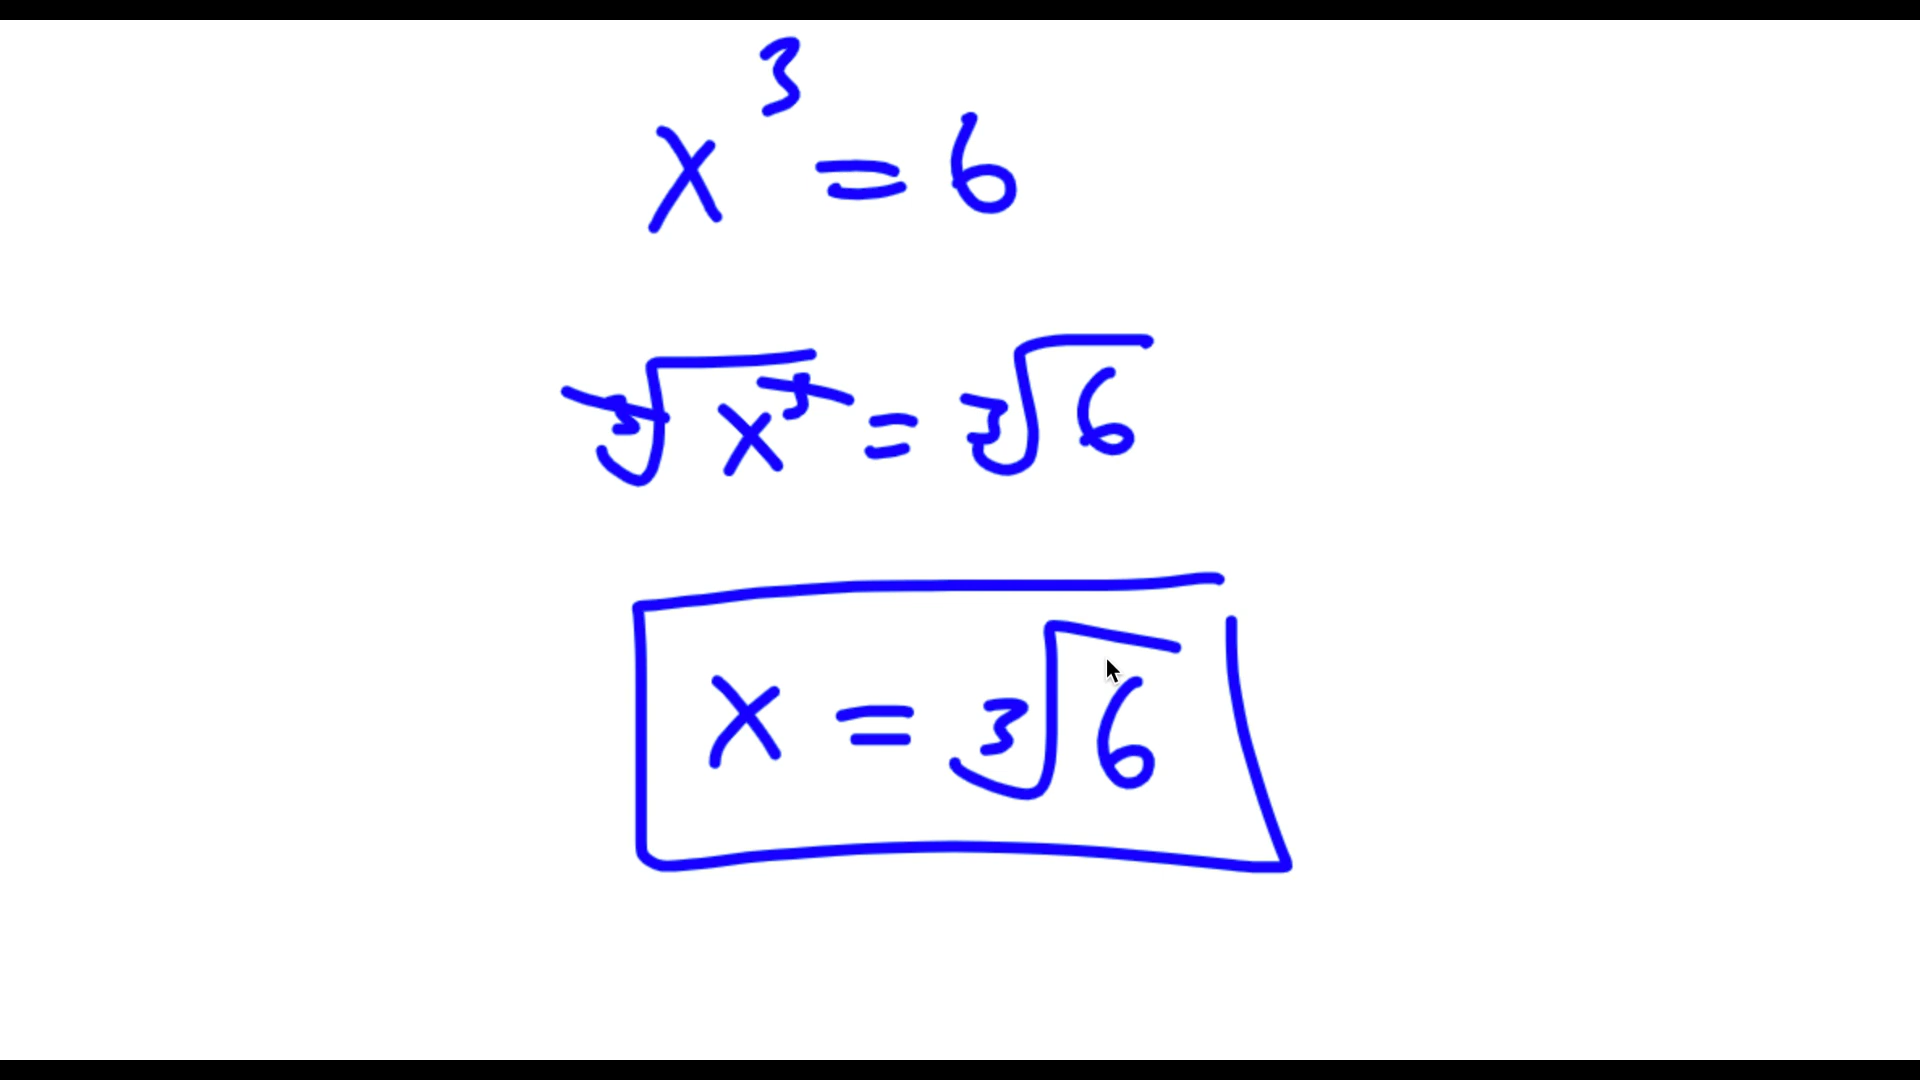 x³ = 6
∛x³ = ∛6
x = ∛6